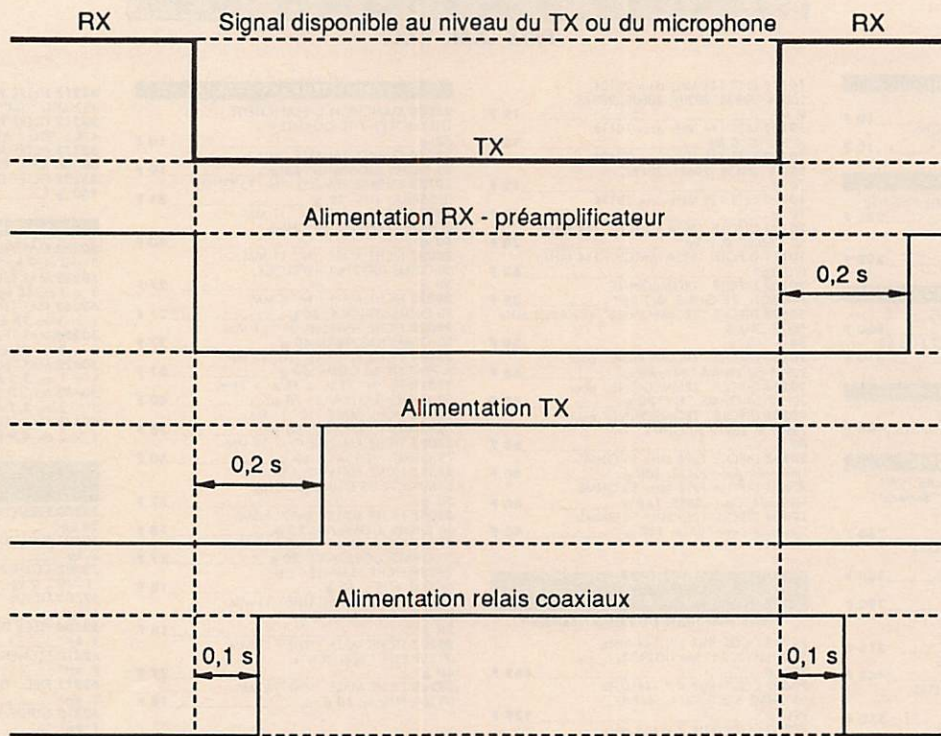 RX Signal disponible au niveau du TX ou du microphone RX
TX
Alimentation RX - préamplificateur
0,2 s
Alimentation TX
0,2 s
Alimentation relais coaxiaux
0,1 s 0,1 s